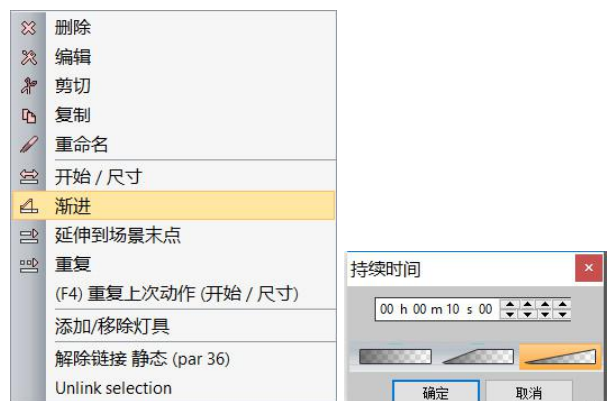 删除
编辑
剪切
复制
重命名
开始 / 尺寸
渐进
延伸到场景末点
重复
(F4) 重复上次动作 (开始 / 尺寸)
添加/移除灯具
解除链接 静态 (par 36)
Unlink selection
持续时间
00 h 00 m 10 s 00
确定 取消